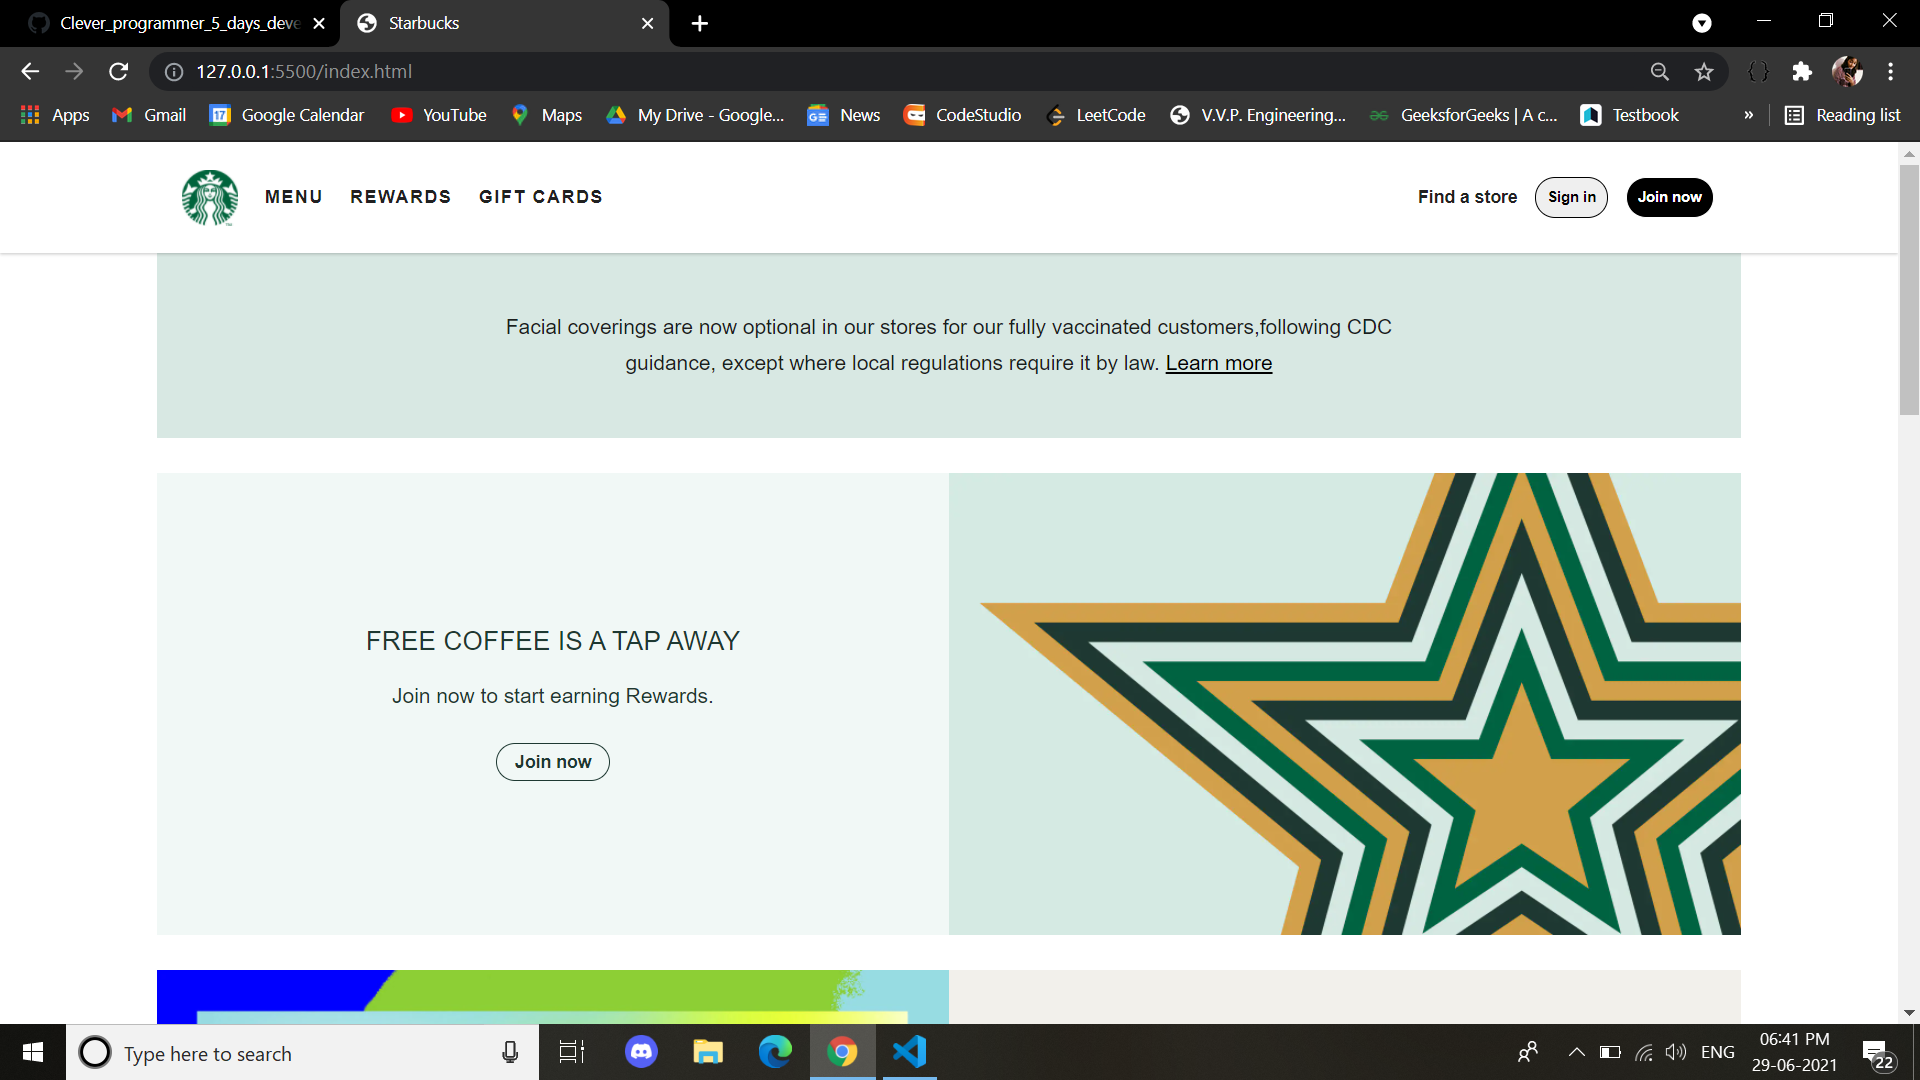 Clever_programmer_5_days_deve
Starbucks
127.0.0.1:5500/index.html
Apps
Gmail
17
Google Calendar
YouTube
Maps
My Drive - Google...
GE
News
CodeStudio
LeetCode
V.V.P. Engineering...
GeeksforGeeks | A c...
Testbook
»
Reading list
MENU
REWARDS
GIFT CARDS
Find a store
Sign in
Join now
Facial coverings are now optional in our stores for our fully vaccinated customers,following CDC
guidance, except where local regulations require it by law. Learn more
FREE COFFEE IS A TAP AWAY
Join now to start earning Rewards.
Join now
Type here to search
ENG
06:41 PM
29-06-2021
22